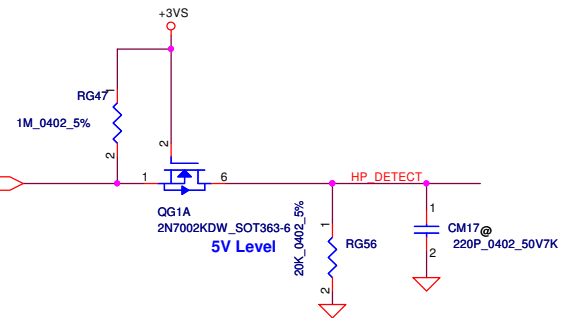 +3VS
RG47
1
1M_0402_5%
2
2
1
6
HP_DETECT
QG1A
2N7002KDW_SOT363-6
5V Level
20K_0402_5%
1
RG56
2
1
CM17@
220P_0402_50V7K
2